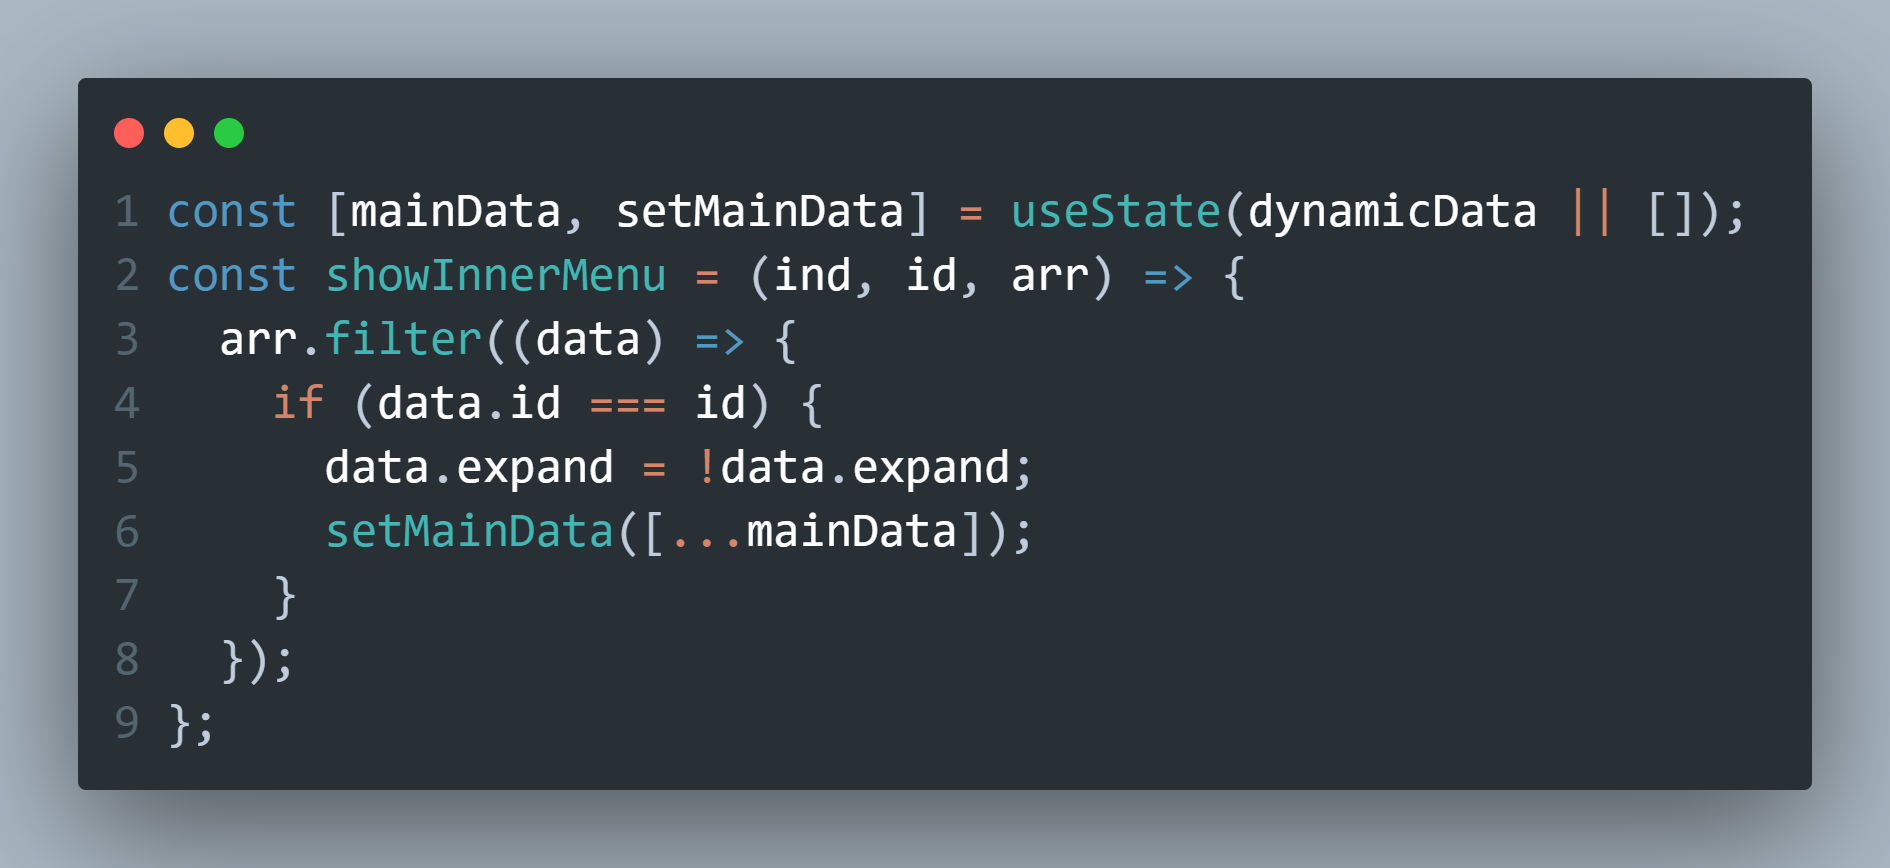 1 const [mainData, setMainData] = useState(dynamicData || []);
2 const showInnerMenu = (ind, id, arr) => {
3   arr.filter((data) => {
4     if (data.id === id) {
5       data.expand = !data.expand;
6       setMainData([...mainData]);
7     }
8   });
9 };